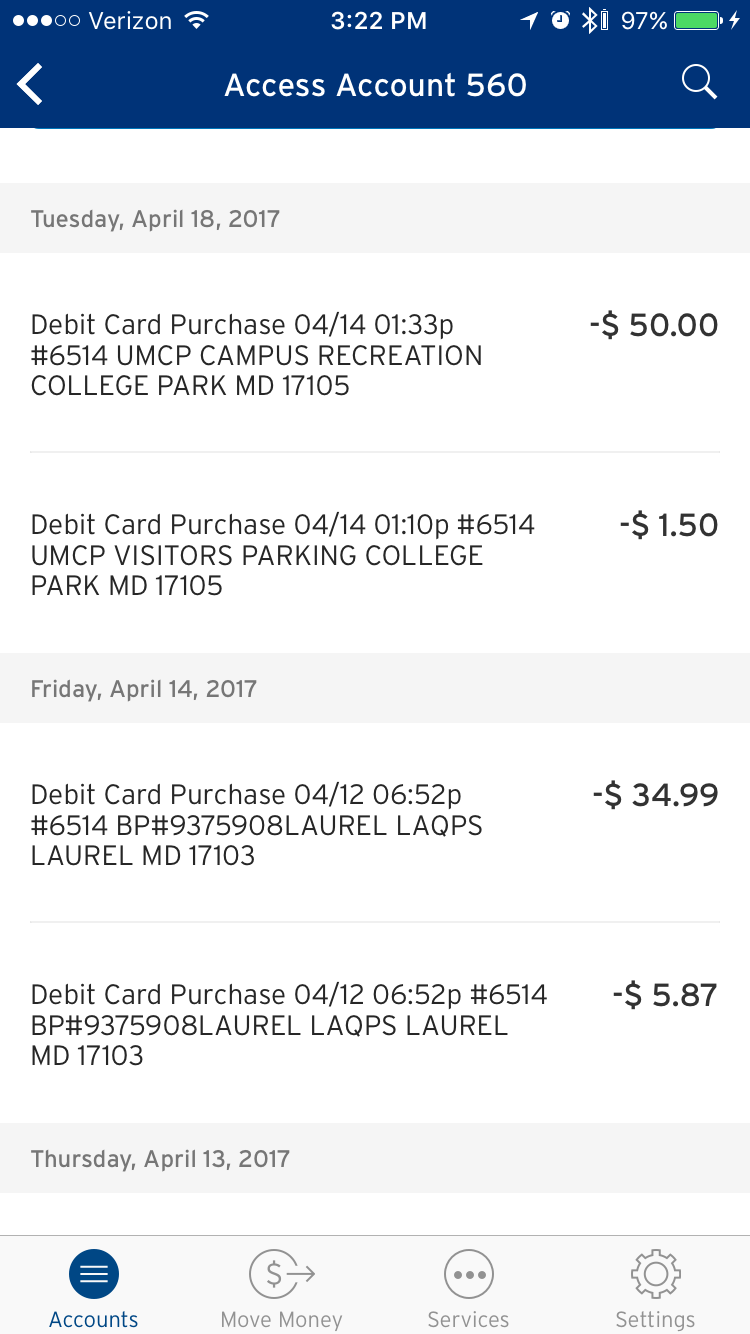 Verizon 3:22 PM 97%
Access Account 560
Tuesday, April 18, 2017
Debit Card Purchase 04/14 01:33p -$ 50.00
#6514 UMCP CAMPUS RECREATION
COLLEGE PARK MD 17105
Debit Card Purchase 04/14 01:10p #6514 -$ 1.50
UMCP VISITORS PARKING COLLEGE
PARK MD 17105
Friday, April 14, 2017
Debit Card Purchase 04/12 06:52p -$ 34.99
#6514 BP#9375908LAUREL LAQPS
LAUREL MD 17103
Debit Card Purchase 04/12 06:52p #6514 -$ 5.87
BP#9375908LAUREL LAQPS LAUREL
MD 17103
Thursday, April 13, 2017
Accounts Move Money Services Settings